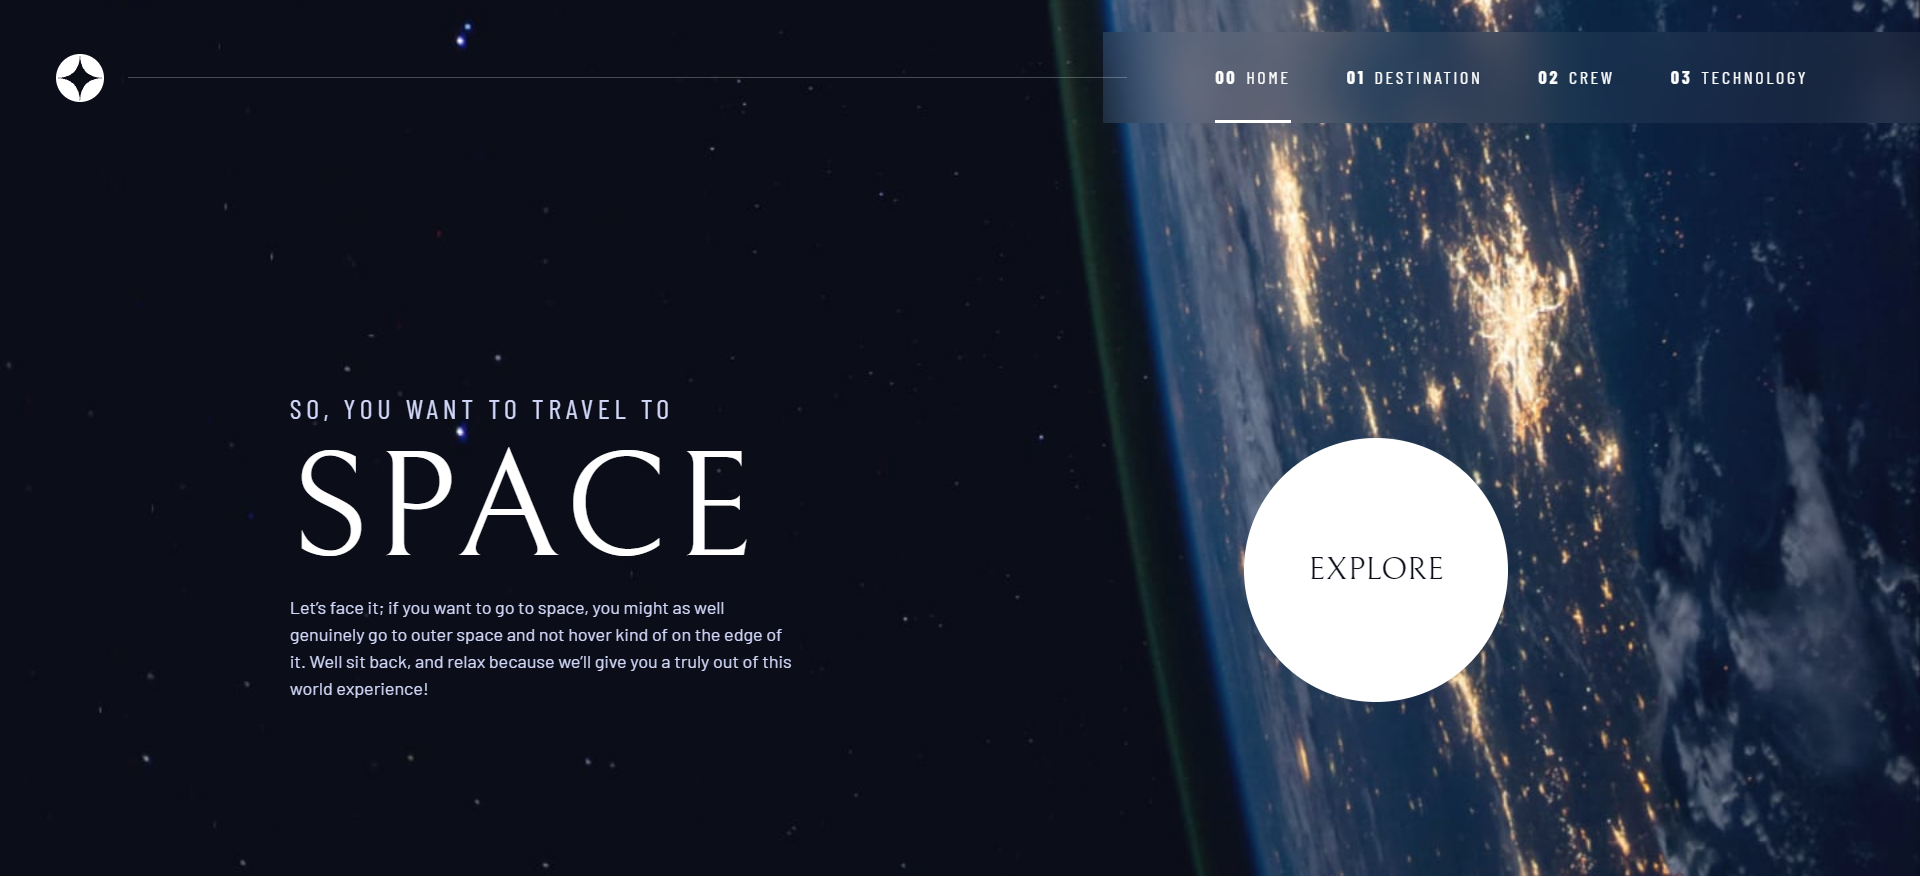 00 HOME 01 DESTINATION 02 CREW 03 TECHNOLOGY
SO, YOU WANT TO TRAVEL TO
SPACE
Let’s face it; if you want to go to space, you might as well
genuinely go to outer space and not hover kind of on the edge of
it. Well sit back, and relax because we’ll give you a truly out of this
world experience!
EXPLORE